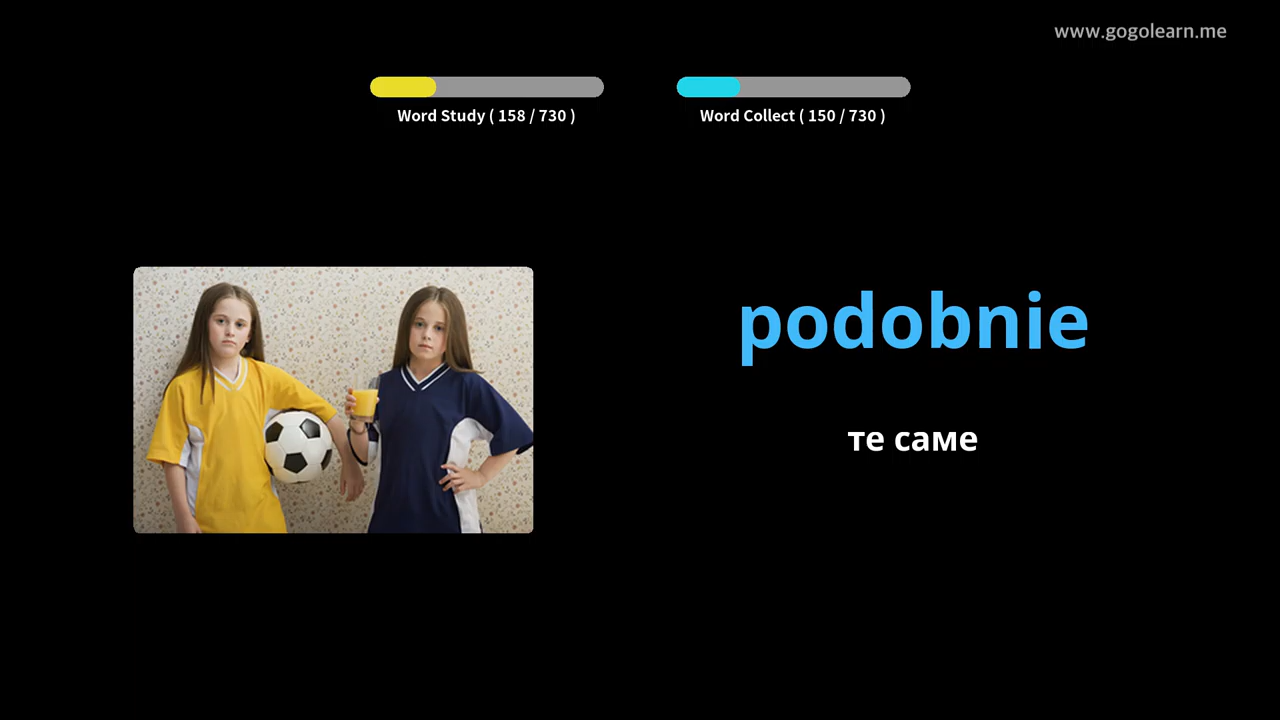 www.gogolearn.me
Word Study ( 158 / 730 )
Word Collect ( 150 / 730 )
podobnie
те саме